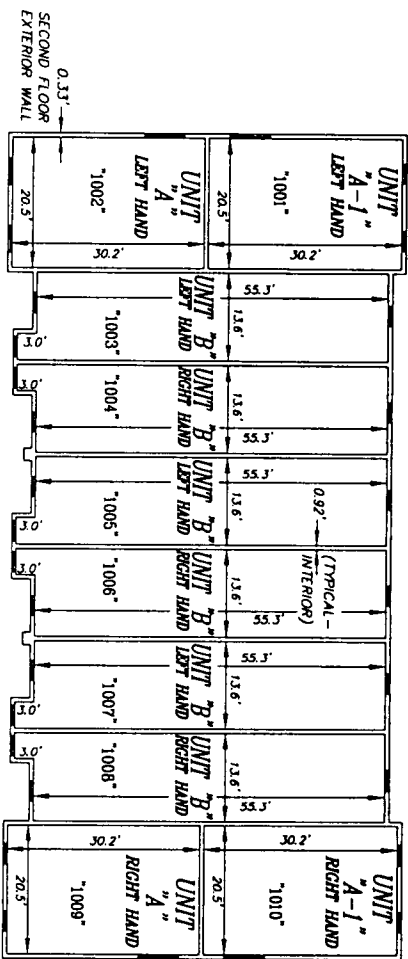 0.33'
SECOND FLOOR
EXTERIOR WALL
UNIT
"A-1"
LEFT HAND
"1001"
30.2'
20.5'
UNIT
"A"
LEFT HAND
"1002"
30.2'
20.5'
55.3'
13.6'
UNIT "B"
LEFT HAND
"1003"
3.0'
13.6'
UNIT "B"
RIGHT HAND
"1004"
55.3'
3.0'
55.3'
13.6'
UNIT "B"
LEFT HAND
"1005"
3.0'
0.92'
(TYPICAL-
INTERIOR)
13.6'
UNIT "B"
RIGHT HAND
"1006"
55.3'
3.0'
55.3'
13.6'
UNIT "B"
LEFT HAND
"1007"
3.0'
13.6'
UNIT "B"
RIGHT HAND
"1008"
55.3'
3.0'
30.2'
UNIT
"A"
RIGHT HAND
"1009"
20.5'
30.2'
UNIT
"A-1"
RIGHT HAND
"1010"
20.5'